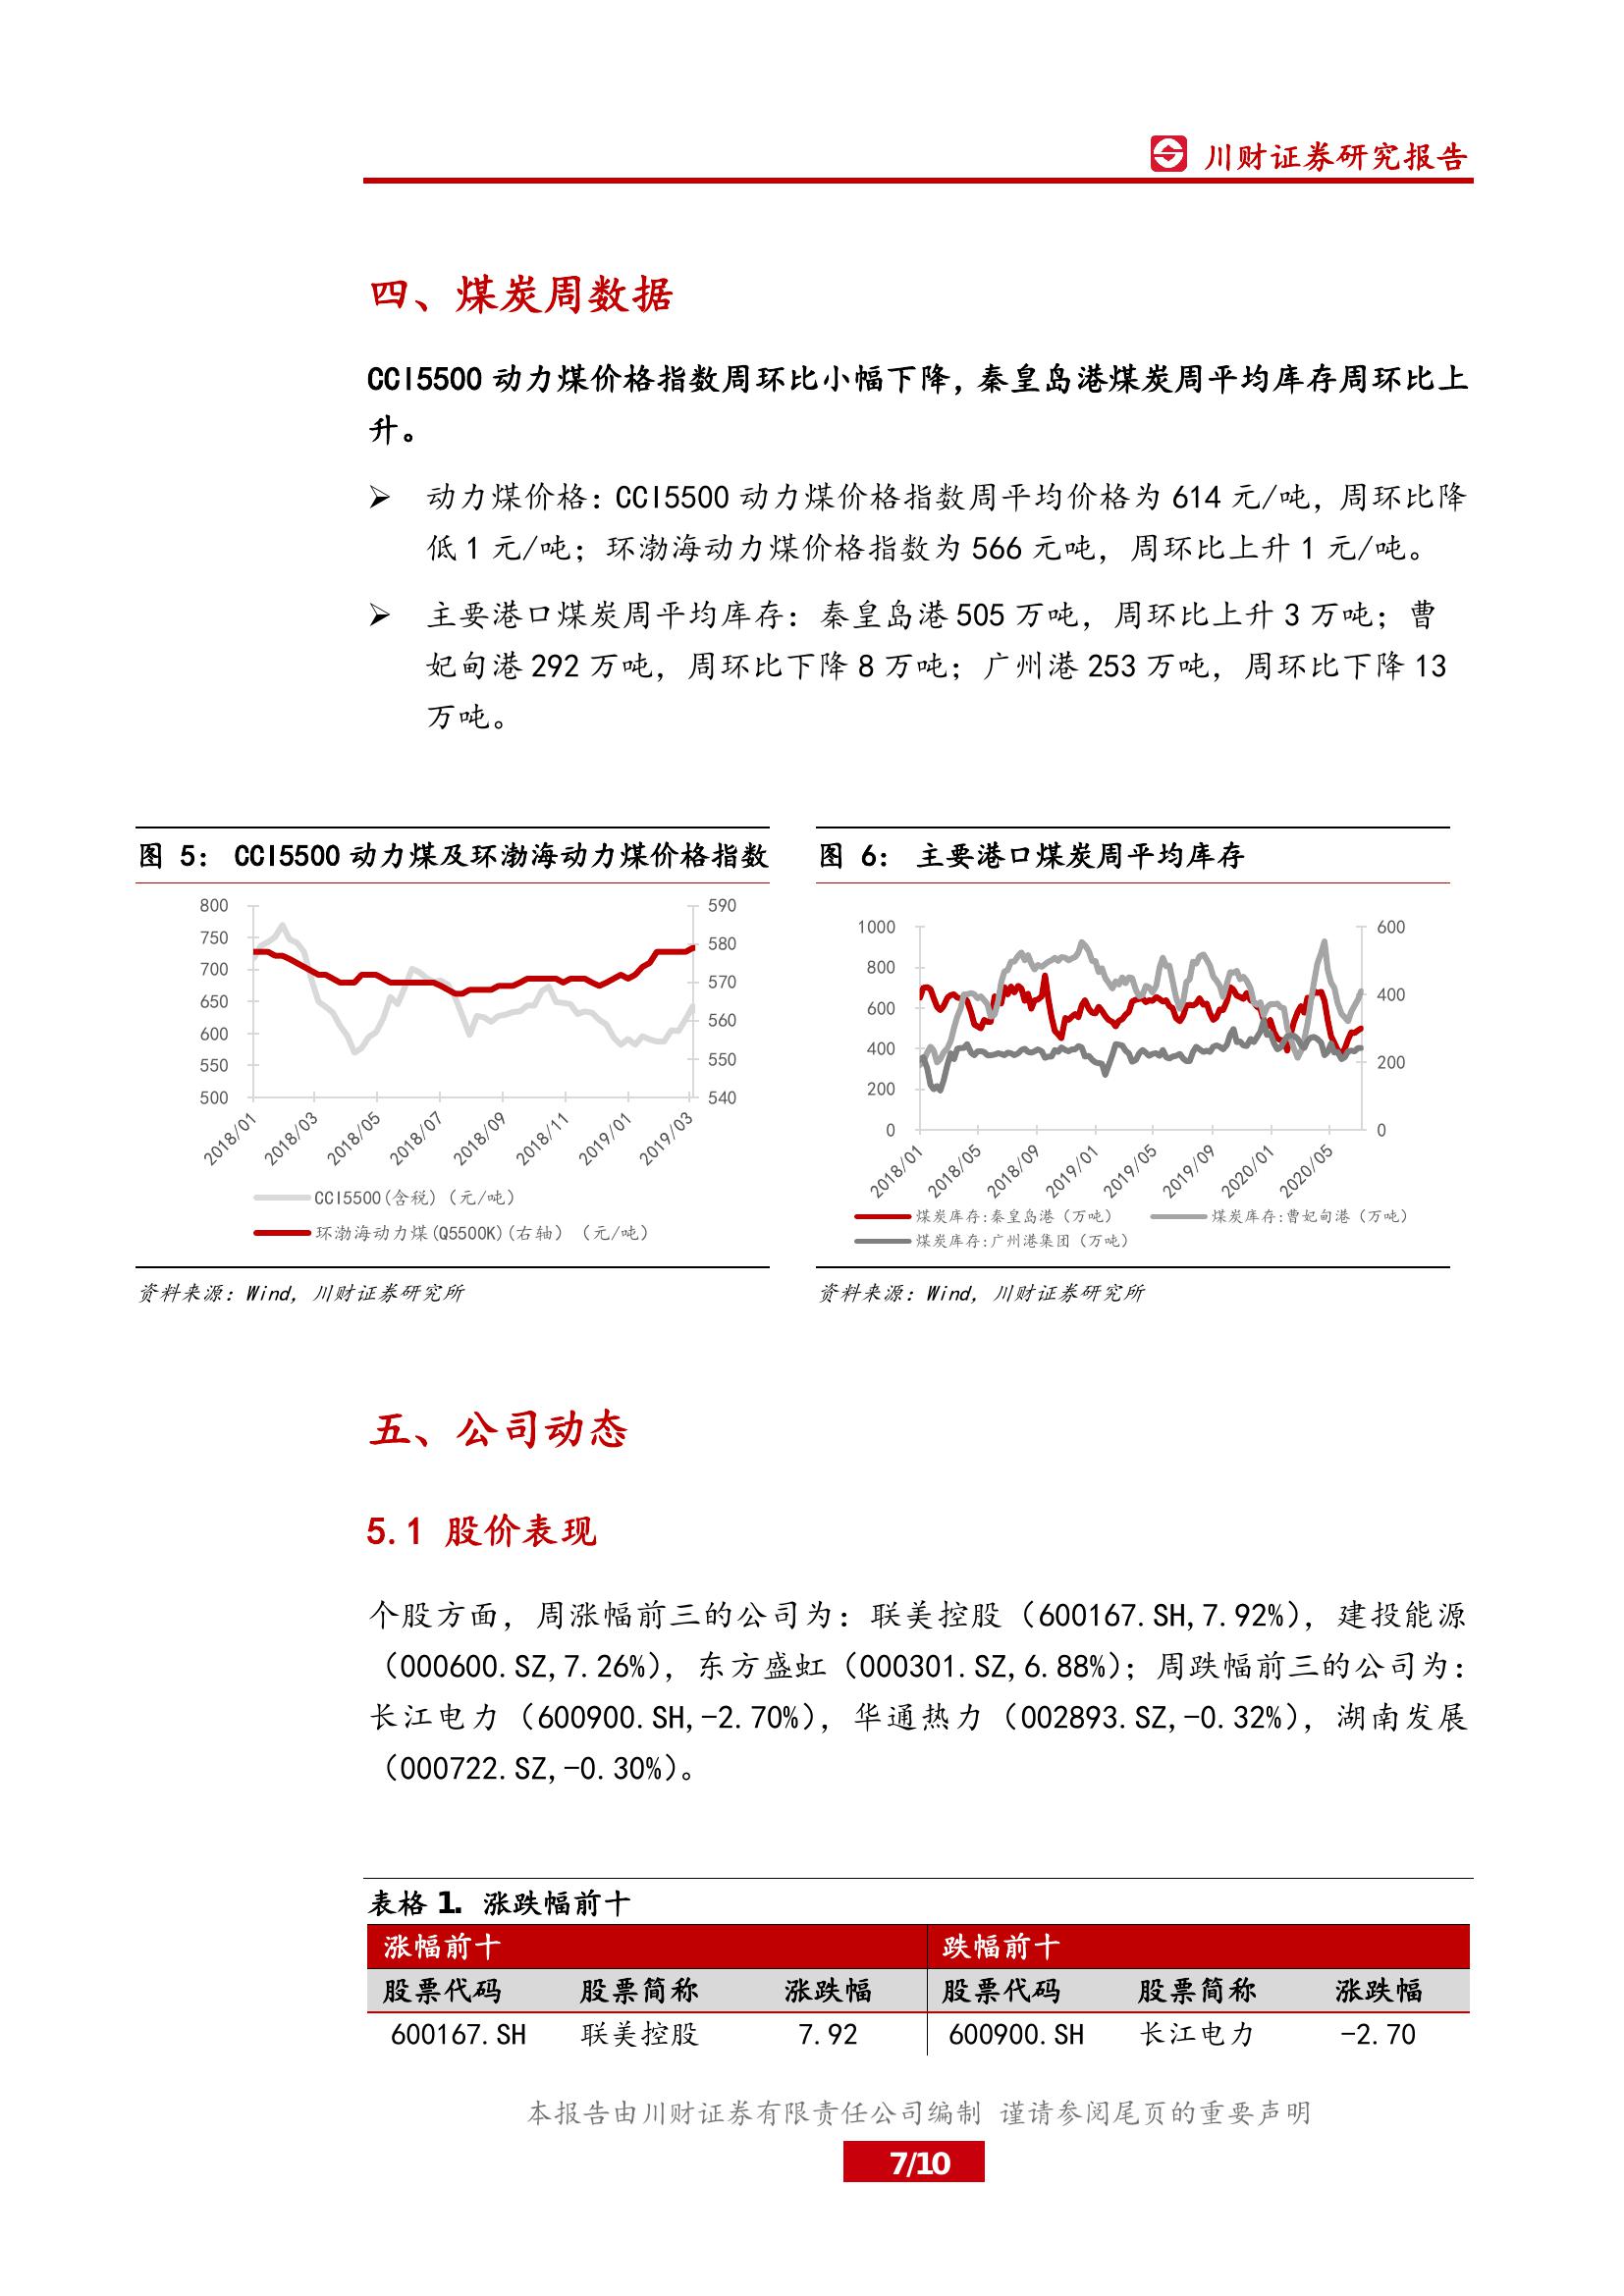 川财证券研究报告
四、煤炭周数据
CCI5500 动力煤价格指数周环比小幅下降，秦皇岛港煤炭周平均库存周环比上
升。
➢ 动力煤价格：CCI5500 动力煤价格指数周平均价格为 614 元/吨，周环比降
低 1 元/吨；环渤海动力煤价格指数为 566 元吨，周环比上升 1 元/吨。
➢ 主要港口煤炭周平均库存：秦皇岛港 505 万吨，周环比上升 3 万吨；曹
妃甸港 292 万吨，周环比下降 8 万吨；广州港 253 万吨，周环比下降 13
万吨。
图 5： CCI5500 动力煤及环渤海动力煤价格指数
800
750
700
650
600
550
500
590
580
570
560
550
540
2018/01
2018/03
2018/05
2018/07
2018/09
2018/11
2019/01
2019/03
CCI5500(含税)（元/吨）
环渤海动力煤(Q5500K)(右轴）（元/吨）
资料来源：Wind, 川财证券研究所
图 6： 主要港口煤炭周平均库存
1000
800
600
400
200
0
600
400
200
0
2018/01
2018/05
2018/09
2019/01
2019/05
2019/09
2020/01
2020/05
煤炭库存:秦皇岛港（万吨）
煤炭库存:曹妃甸港（万吨）
煤炭库存:广州港集团（万吨）
资料来源：Wind, 川财证券研究所
五、公司动态
5.1 股价表现
个股方面，周涨幅前三的公司为：联美控股（600167.SH,7.92%），建投能源
（000600.SZ,7.26%），东方盛虹（000301.SZ,6.88%）；周跌幅前三的公司为：
长江电力（600900.SH,-2.70%），华通热力（002893.SZ,-0.32%），湖南发展
（000722.SZ,-0.30%）。
表格 1. 涨跌幅前十
涨幅前十 跌幅前十
股票代码 股票简称 涨跌幅 股票代码 股票简称 涨跌幅
600167.SH 联美控股 7.92 600900.SH 长江电力 -2.70
本报告由川财证券有限责任公司编制 谨请参阅尾页的重要声明
7/10